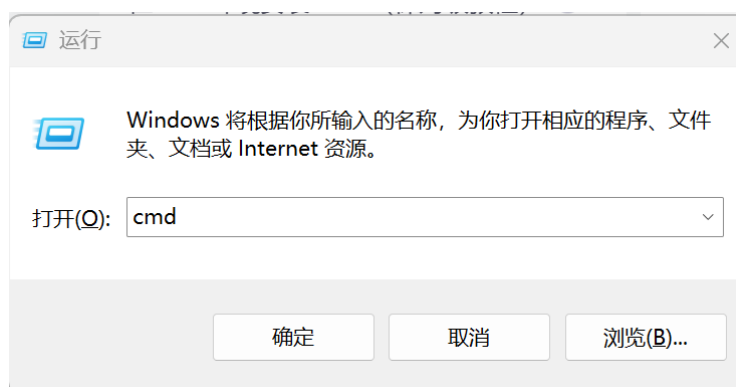 运行
Windows 将根据你所输入的名称，为你打开相应的程序、文件
夹、文档或 Internet 资源。
打开(O): cmd
确定 取消 浏览(B)...